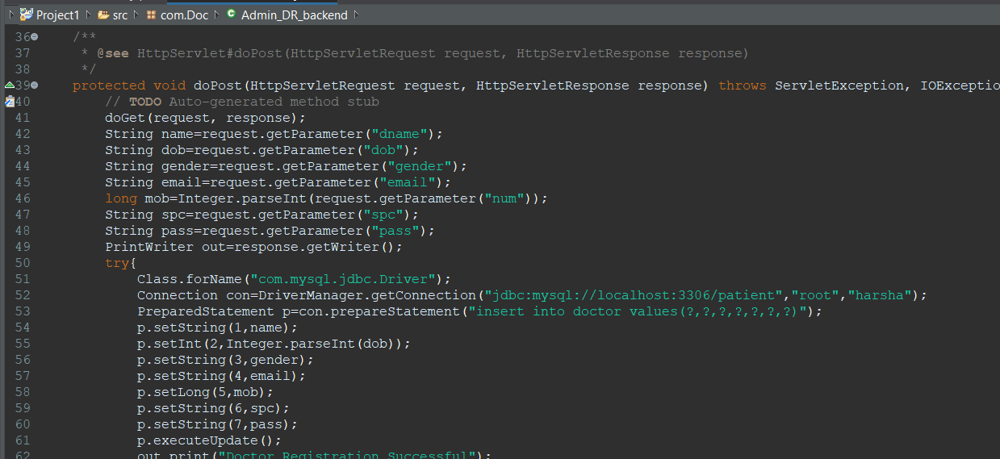 Project1 src com.Doc Admin_DR_backend
36 /**
37 * @see HttpServlet#doPost(HttpServletRequest request, HttpServletResponse response)
38 */
39 protected void doPost(HttpServletRequest request, HttpServletResponse response) throws ServletException, IOExceptio
40 // TODO Auto-generated method stub
41 doGet(request, response);
42 String name=request.getParameter("dname");
43 String dob=request.getParameter("dob");
44 String gender=request.getParameter("gender");
45 String email=request.getParameter("email");
46 long mob=Integer.parseInt(request.getParameter("num"));
47 String spc=request.getParameter("spc");
48 String pass=request.getParameter("pass");
49 PrintWriter out=response.getWriter();
50 try{
51 Class.forName("com.mysql.jdbc.Driver");
52 Connection con=DriverManager.getConnection("jdbc:mysql://localhost:3306/patient","root","harsha");
53 PreparedStatement p=con.prepareStatement("insert into doctor values(?,?,?,?,?,?,?)");
54 p.setString(1,name);
55 p.setInt(2,Integer.parseInt(dob));
56 p.setString(3,gender);
57 p.setString(4,email);
58 p.setLong(5,mob);
59 p.setString(6,spc);
60 p.setString(7,pass);
61 p.executeUpdate();
62 out.print("Doctor Registration Successful");